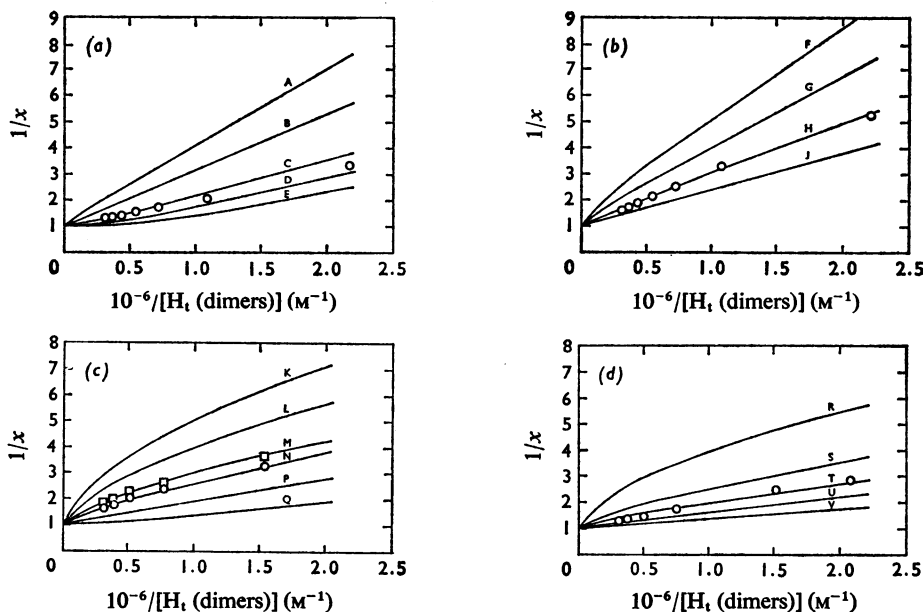 (a)
9
8
7
6
5
4
3
2
1
0
A
B
C
D
E
0.5 1.0 1.5 2.0 2.5
1/x
10⁻⁶/[Hₜ (dimers)] (M⁻¹)
(b)
9
8
7
6
5
4
3
2
1
0
F
G
H
J
0.5 1.0 1.5 2.0 2.5
1/x
10⁻⁶/[Hₜ (dimers)] (M⁻¹)
(c)
8
7
6
5
4
3
2
1
0
K
L
M
N
P
Q
0.5 1.0 1.5 2.0 2.5
1/x
10⁻⁶/[Hₜ (dimers)] (M⁻¹)
(d)
8
7
6
5
4
3
2
1
0
R
S
T
U
V
0.5 1.0 1.5 2.0 2.5
1/x
10⁻⁶/[Hₜ (dimers)] (M⁻¹)